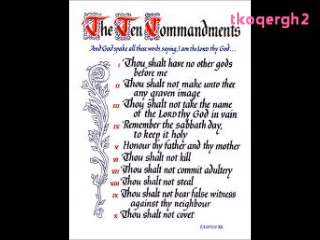 tkoqergh2
The Ten Commandments
And God spake all these words, saying, I am the LORD thy God...
I Thou shalt have no other gods
before me
II Thou shalt not make unto thee
any graven image
III Thou shalt not take the name
of the LORD thy God in vain
IV Remember the sabbath day,
to keep it holy
V Honour thy father and thy mother
VI Thou shalt not kill
VII Thou shalt not commit adultery
VIII Thou shalt not steal
IX Thou shalt not bear false witness
against thy neighbour
X Thou shalt not covet